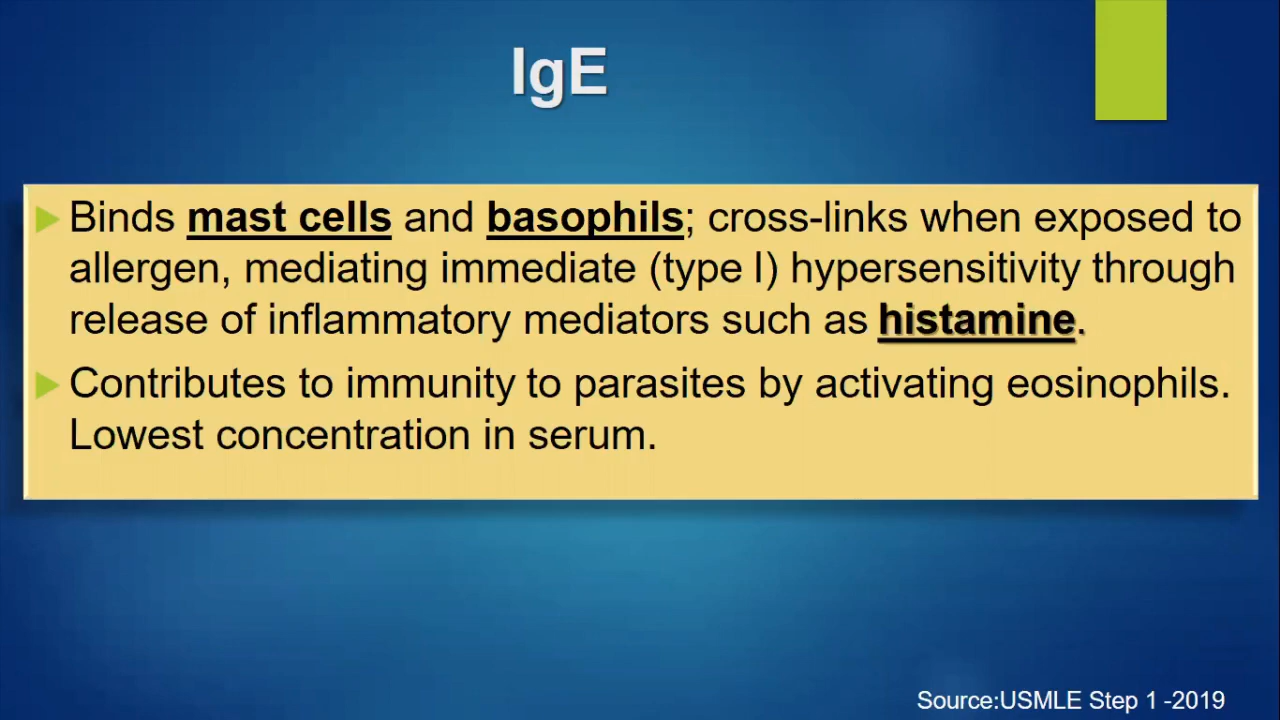 IgE
Binds mast cells and basophils; cross-links when exposed to
allergen, mediating immediate (type I) hypersensitivity through
release of inflammatory mediators such as histamine.
Contributes to immunity to parasites by activating eosinophils.
Lowest concentration in serum.
Source:USMLE Step 1 -2019